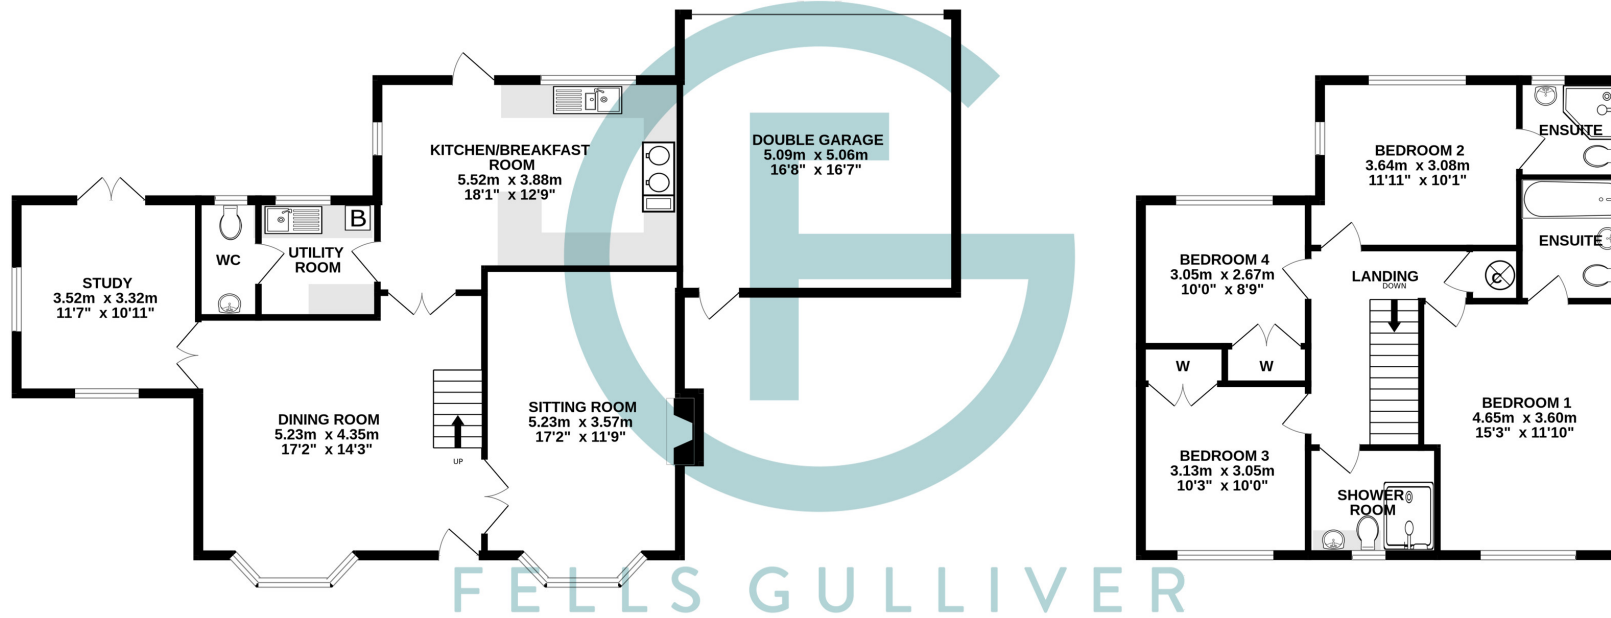 DOUBLE GARAGE
5.09m x 5.06m
16'8" x 16'7"
KITCHEN/BREAKFAST
ROOM
5.52m x 3.88m
18'1" x 12'9"
B
UTILITY
ROOM
WC
STUDY
3.52m x 3.32m
11'7" x 10'11"
DINING ROOM
5.23m x 4.35m
17'2" x 14'3"
UP
SITTING ROOM
5.23m x 3.57m
17'2" x 11'9"
BEDROOM 2
3.64m x 3.08m
11'11" x 10'1"
ENSUITE
ENSUITE
BEDROOM 4
3.05m x 2.67m
10'0" x 8'9"
LANDING
DOWN
C
W
W
BEDROOM 1
4.65m x 3.60m
15'3" x 11'10"
BEDROOM 3
3.13m x 3.05m
10'3" x 10'0"
SHOWER
ROOM
GF
FELLS GULLIVER